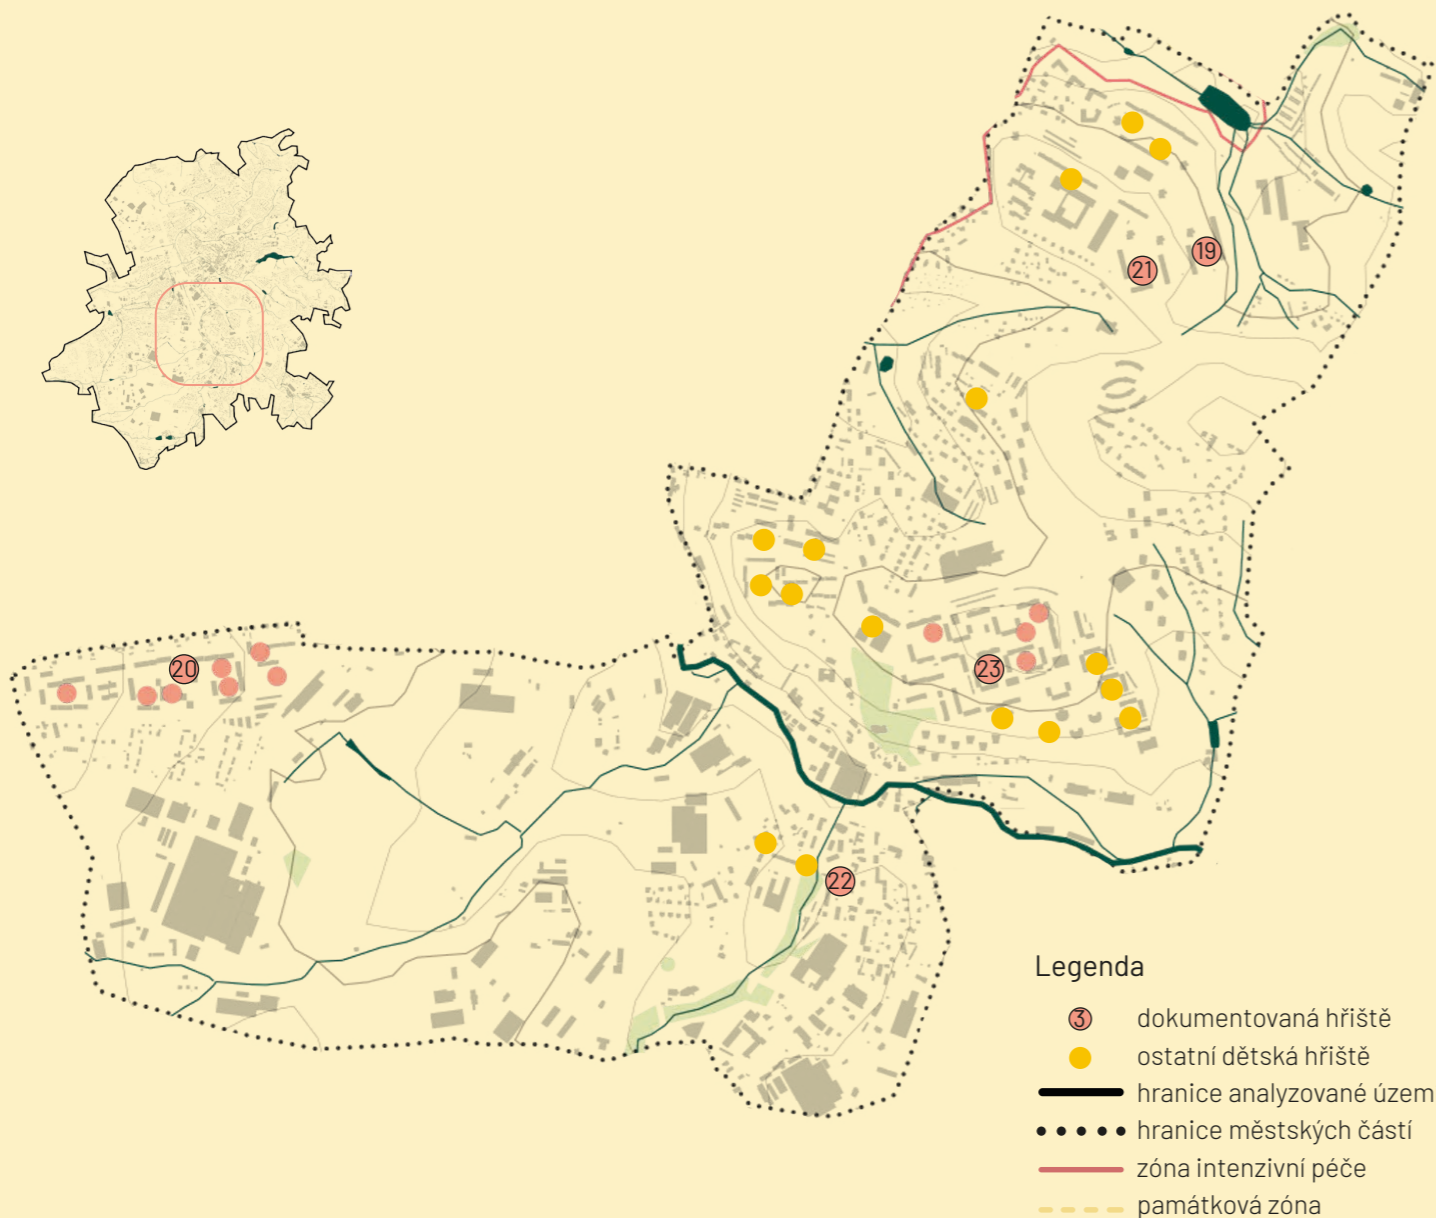 19
21
20
23
22
Legenda
3 dokumentovaná hřiště
ostatní dětská hřiště
hranice analyzované územ
hranice městských částí
zóna intenzivní péče
památková zóna